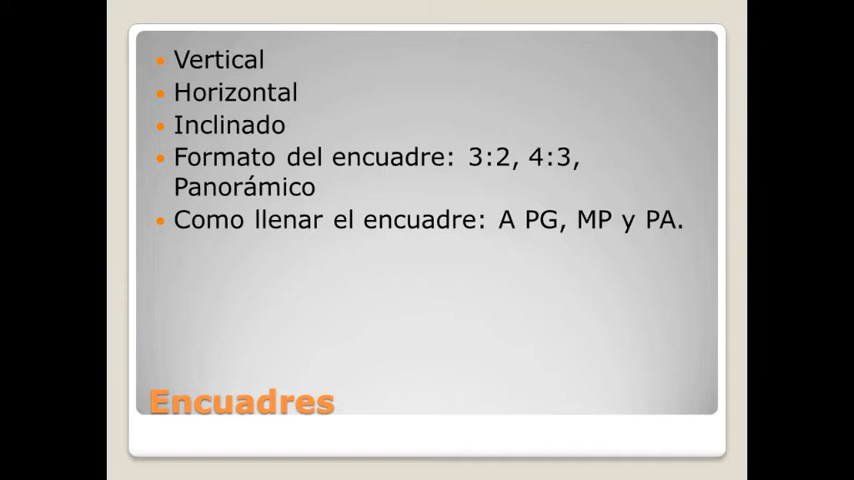 Vertical
Horizontal
Inclinado
Formato del encuadre: 3:2, 4:3,
Panorámico
Como llenar el encuadre: A PG, MP y PA.
Encuadres